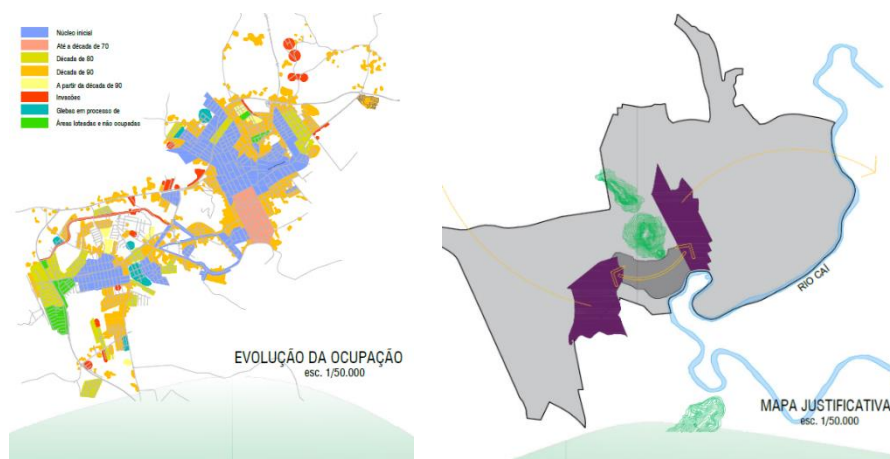 Núcleo inicial
Até a década de 70
Década de 80
Década de 90
A partir da década de 90
Invasões
Glebas em processo de
Áreas loteadas e não ocupadas
EVOLUÇÃO DA OCUPAÇÃO
esc. 1/50.000
RIO CAÍ
MAPA JUSTIFICATIVA
esc. 1/50.000